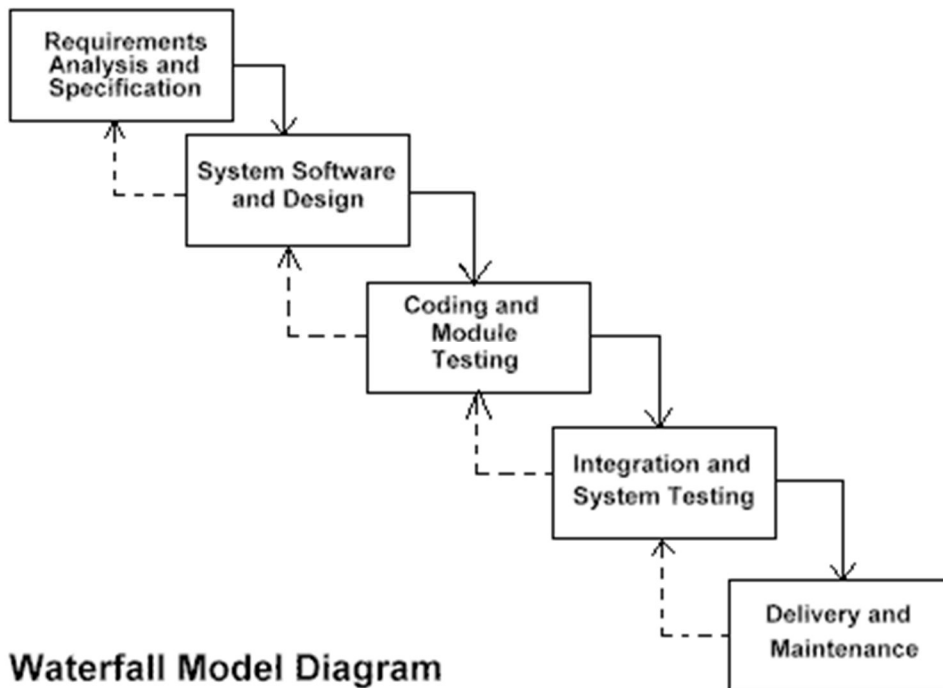 Requirements
Analysis and
Specification
System Software
and Design
Coding and
Module
Testing
Integration and
System Testing
Delivery and
Maintenance
Waterfall Model Diagram